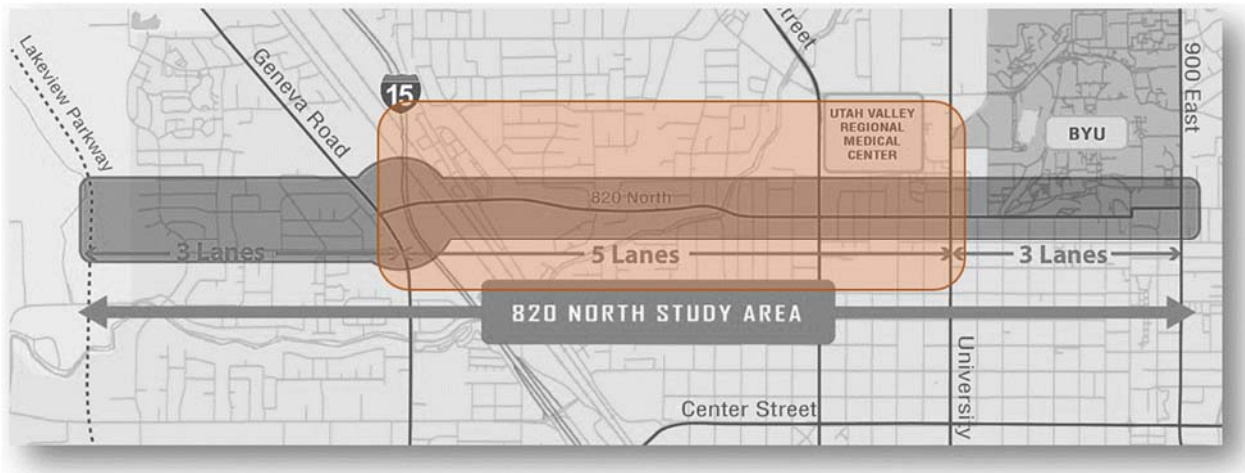 Lakeview Parkway
Geneva Road
15
UTAH VALLEY
REGIONAL
MEDICAL
CENTER
BYU
900 East
820 North
3 Lanes
5 Lanes
3 Lanes
820 NORTH STUDY AREA
University
Center Street